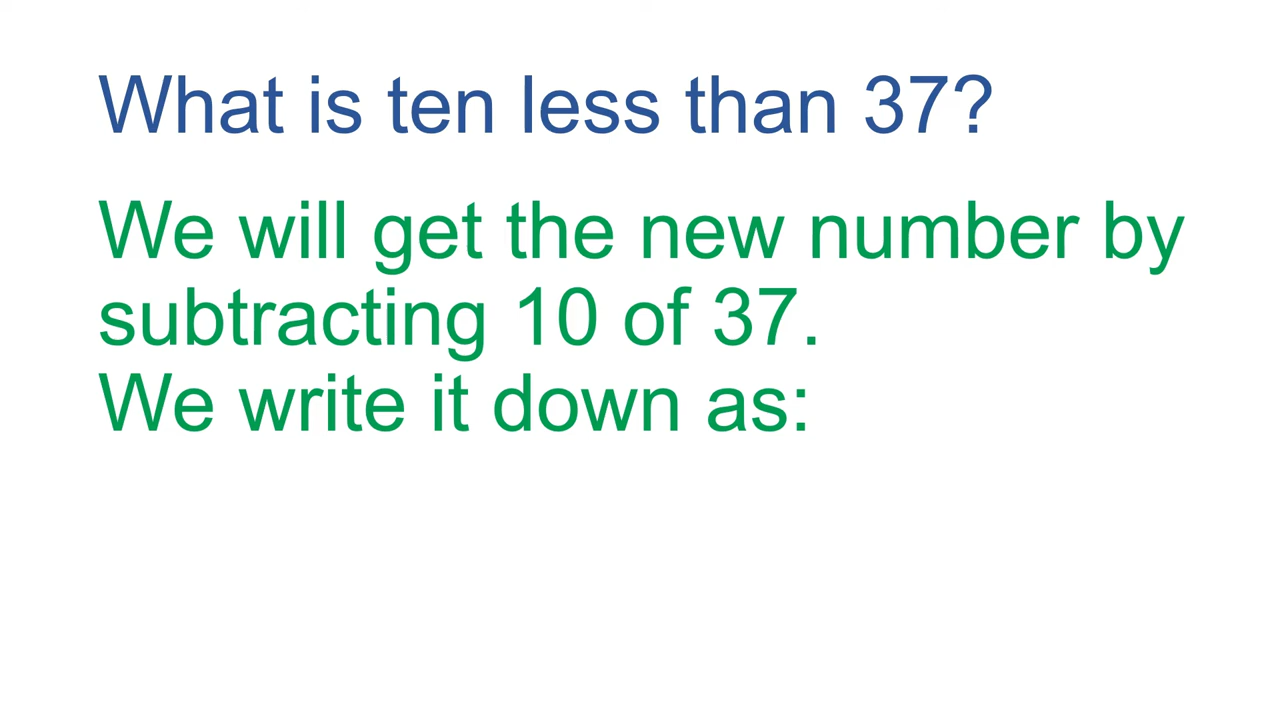 What is ten less than 37?
We will get the new number by
subtracting 10 of 37.
We write it down as: